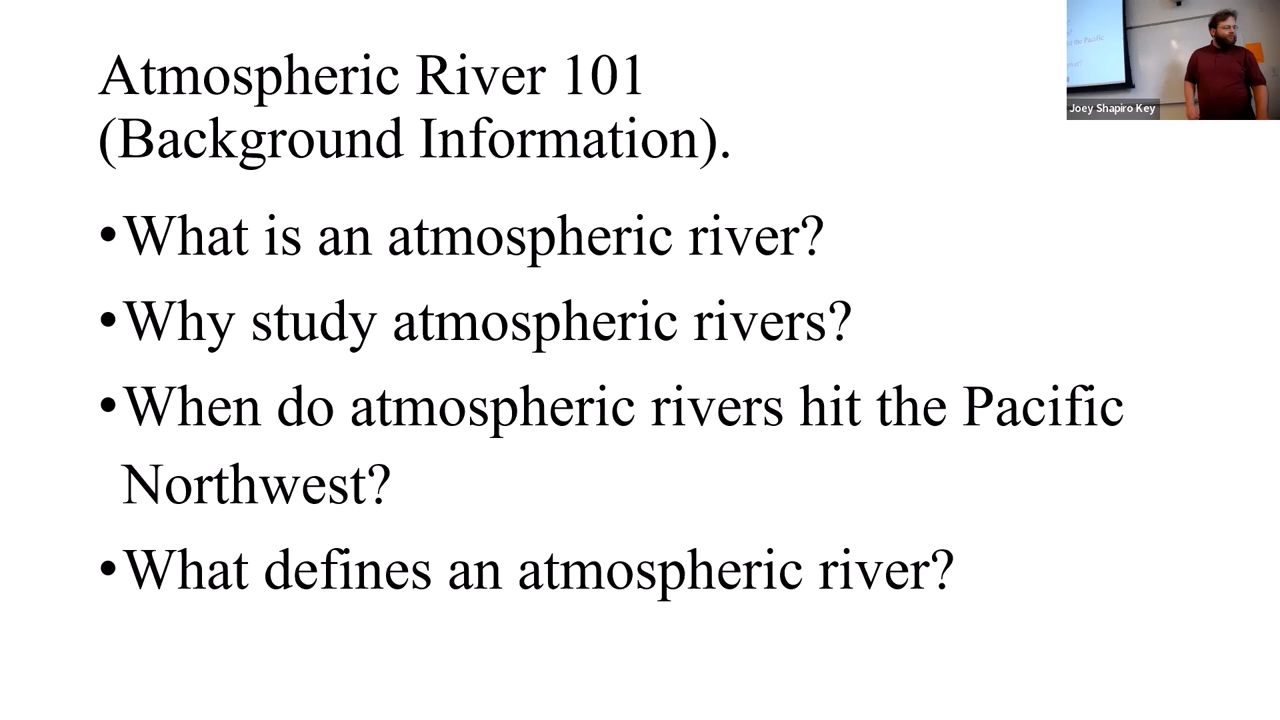 Atmospheric River 101
(Background Information).
•What is an atmospheric river?
•Why study atmospheric rivers?
•When do atmospheric rivers hit the Pacific
Northwest?
•What defines an atmospheric river?
Joey Shapiro Key